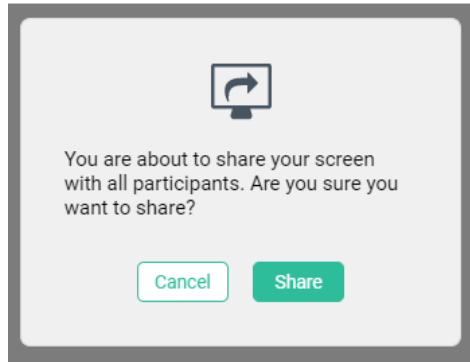 You are about to share your screen
with all participants. Are you sure you
want to share?
Cancel
Share